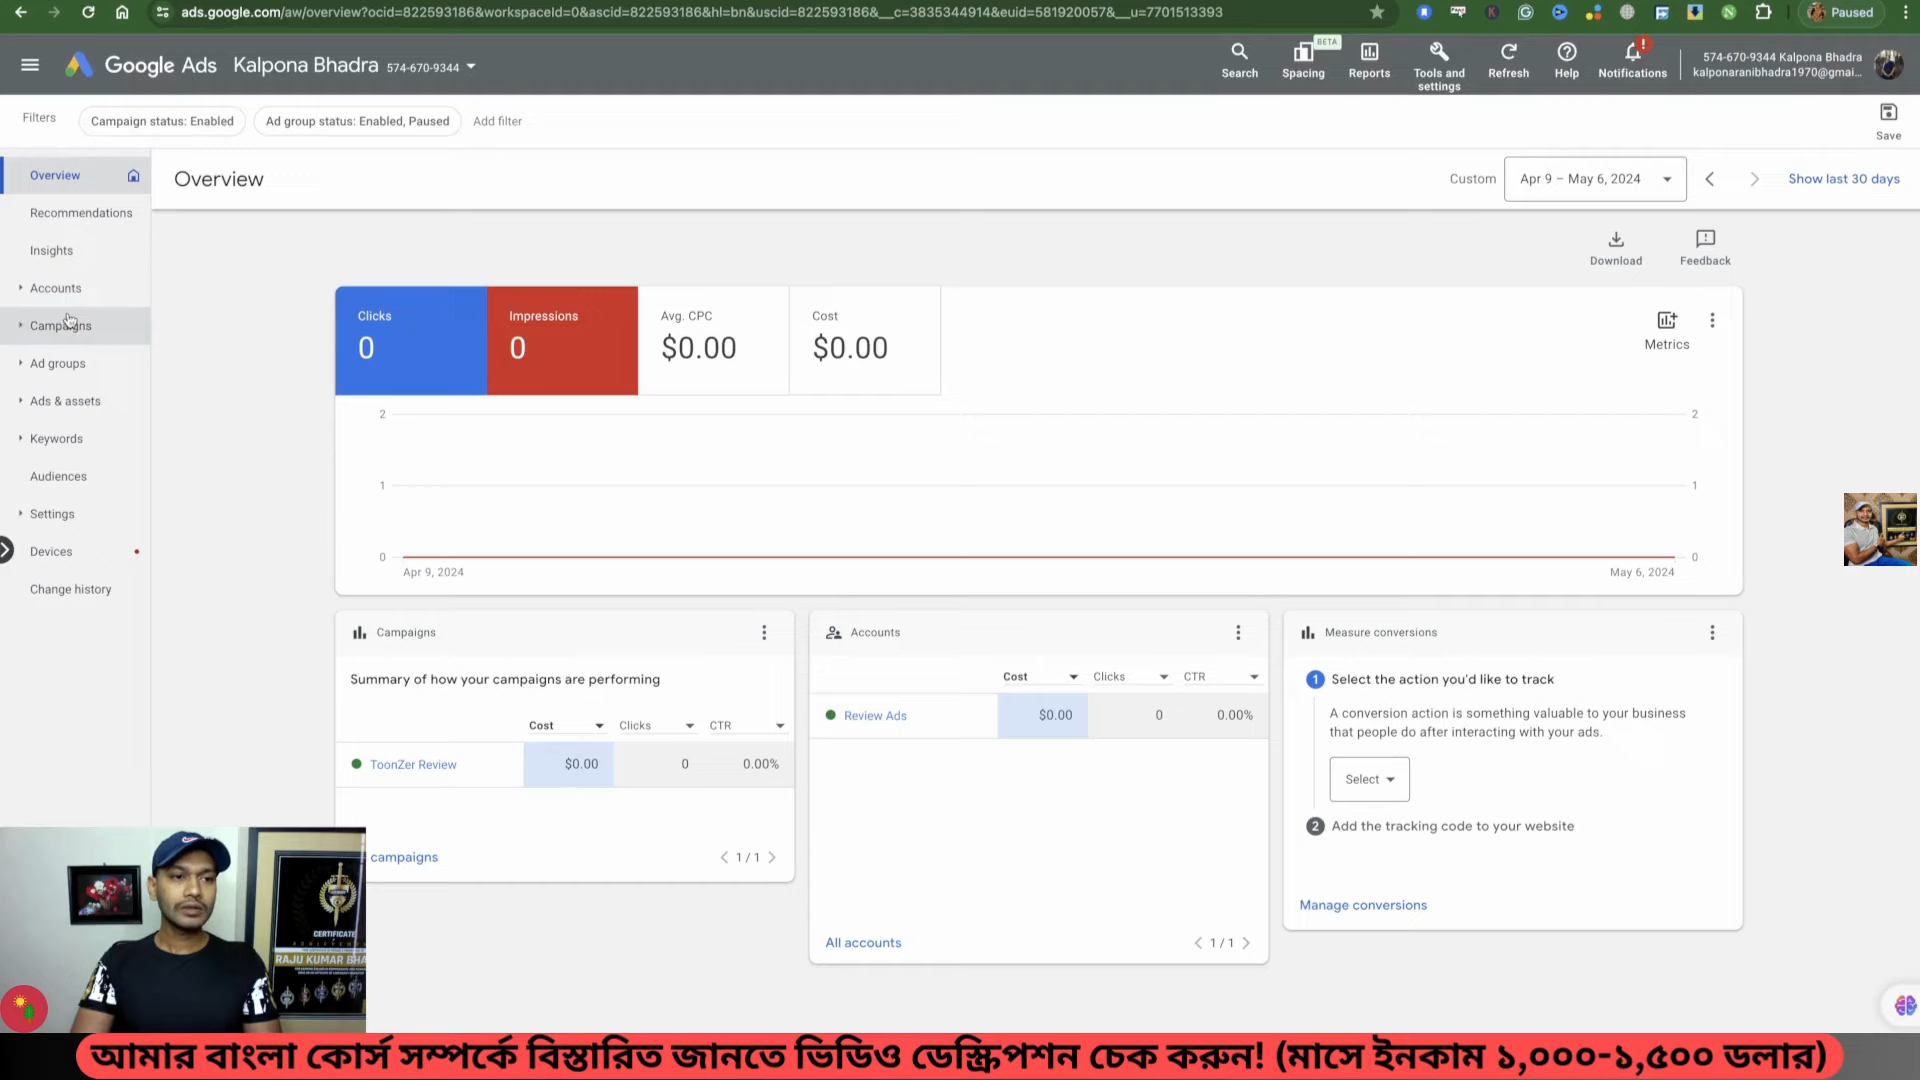 ads.google.com/aw/overview?ocid=822593186&workspaceId=0&ascid=822593186&hl=bn&uscid=822593186&__c=3835344914&euid=581920057&__u=7701513393
Paused
Google Ads
Kalpona Bhadra 574-670-9344
Search
BETA
Spacing
Reports
Tools and
settings
Refresh
Help
Notifications
574-670-9344 Kalpona Bhadra
kalponaranibhadra1970@gmai...
Filters
Campaign status: Enabled
Ad group status: Enabled, Paused
Add filter
Save
Overview
Recommendations
Insights
Accounts
Campaigns
Ad groups
Ads & assets
Keywords
Audiences
Settings
Devices
Change history
Overview
Custom
Apr 9 – May 6, 2024
Show last 30 days
Download
Feedback
Clicks
0
Impressions
0
Avg. CPC
$0.00
Cost
$0.00
Metrics
2
2
1
1
0
0
Apr 9, 2024
May 6, 2024
Campaigns
Summary of how your campaigns are performing
Cost Clicks CTR
ToonZer Review $0.00 0 0.00%
campaigns
1 / 1
Accounts
Cost Clicks CTR
Review Ads $0.00 0 0.00%
All accounts
1 / 1
Measure conversions
1 Select the action you'd like to track
A conversion action is something valuable to your business
that people do after interacting with your ads.
Select
2 Add the tracking code to your website
Manage conversions
CERTIFICATE
RAJU KUMAR BHA
আমার বাংলা কোর্স সম্পর্কে বিস্তারিত জানতে ভিডিও ডেস্ক্রিপশন চেক করুন! (মাসে ইনকাম ১,০০০-১,৫০০ ডলার)